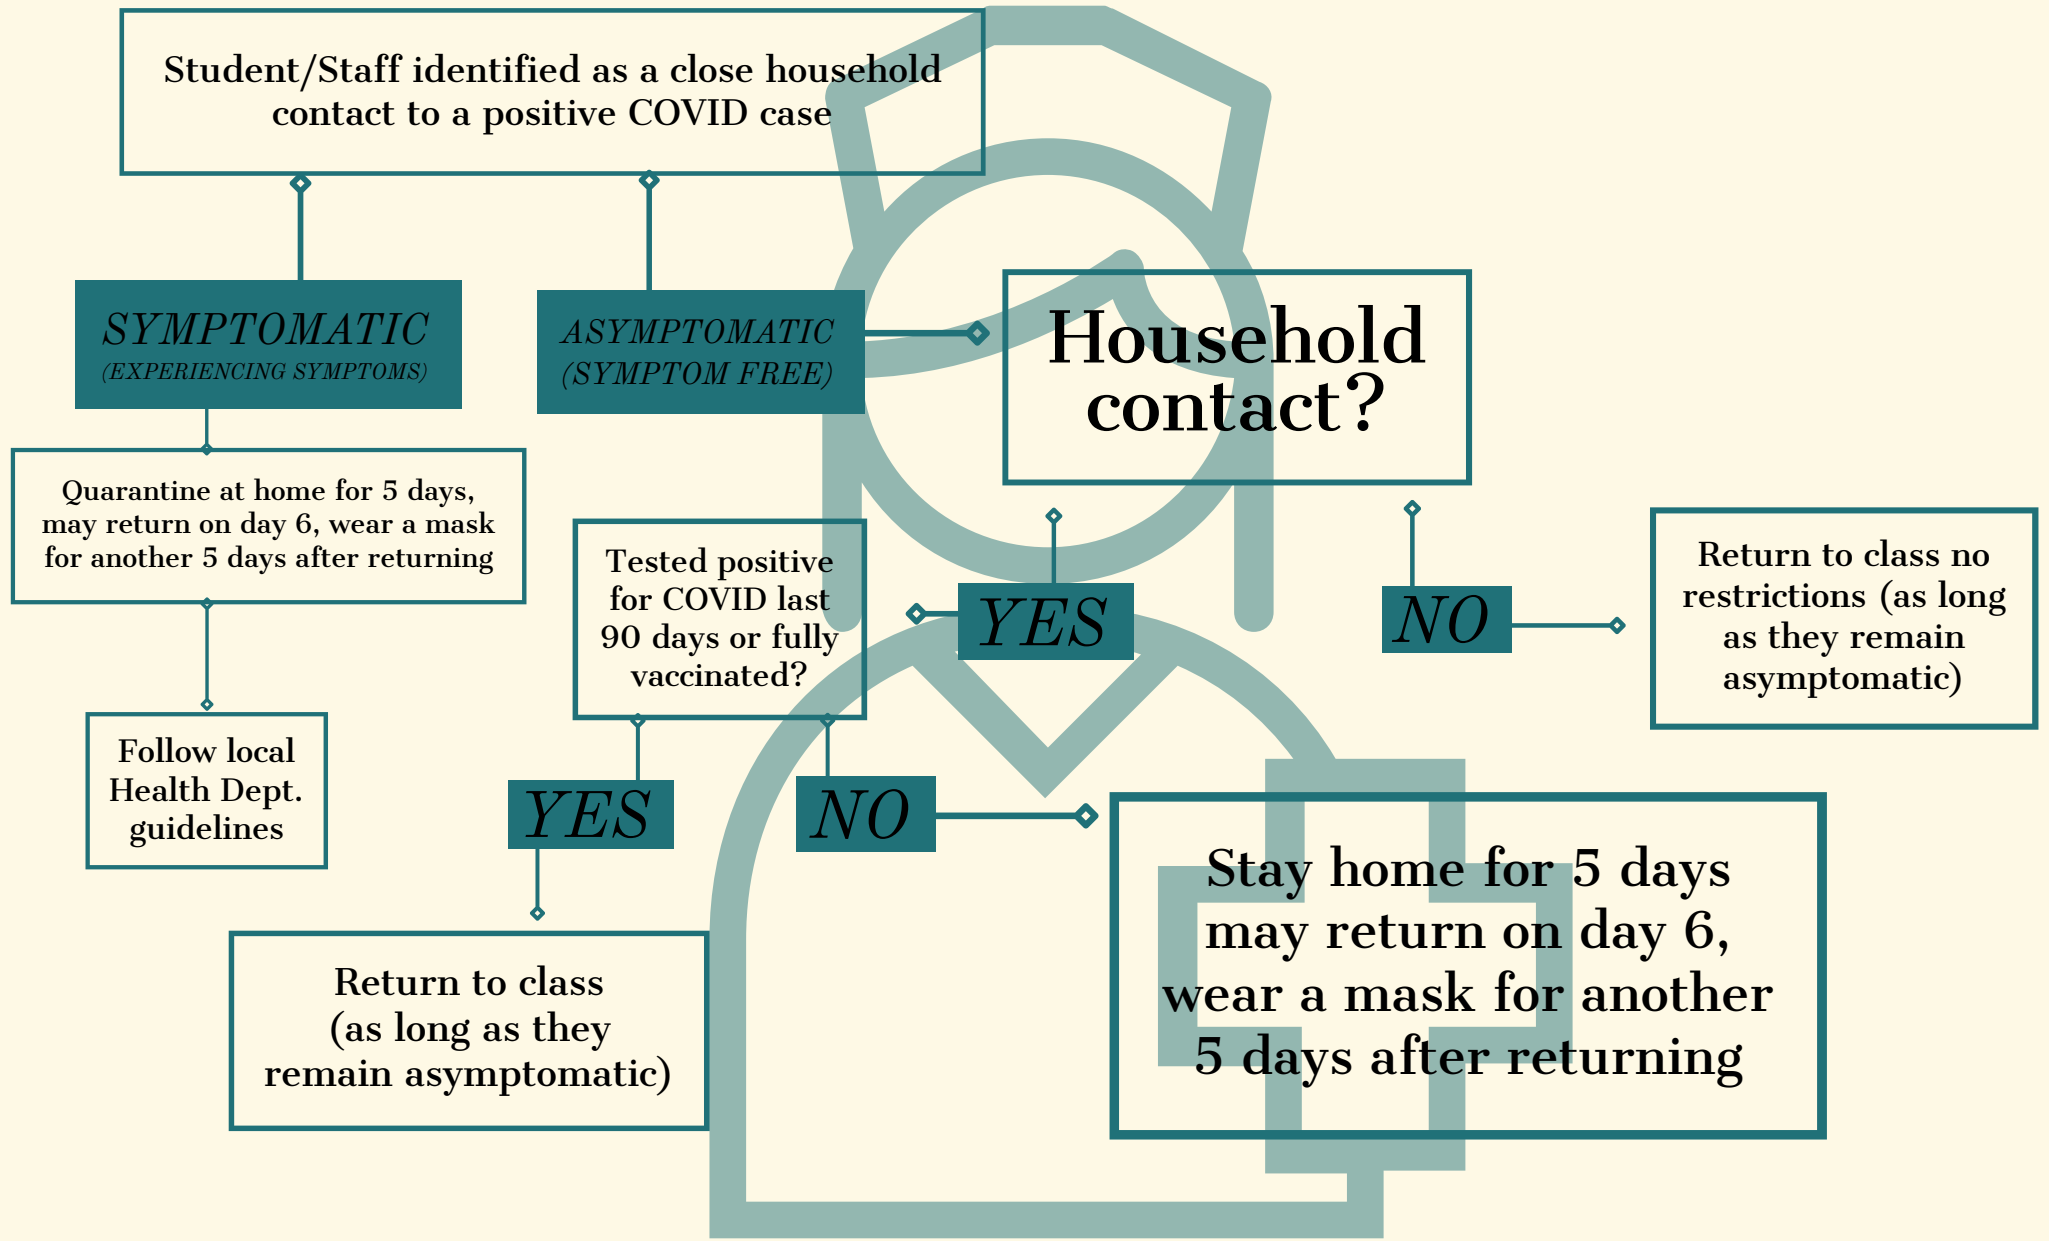 Student/Staff identified as a close household
contact to a positive COVID case
SYMPTOMATIC
(EXPERIENCING SYMPTOMS)
ASYMPTOMATIC
(SYMPTOM FREE)
Household
contact?
Quarantine at home for 5 days,
may return on day 6, wear a mask
for another 5 days after returning
Tested positive
for COVID last
90 days or fully
vaccinated?
YES
NO
Return to class no
restrictions (as long
as they remain
asymptomatic)
Follow local
Health Dept.
guidelines
YES
NO
Stay home for 5 days
may return on day 6,
wear a mask for another
5 days after returning
Return to class
(as long as they
remain asymptomatic)